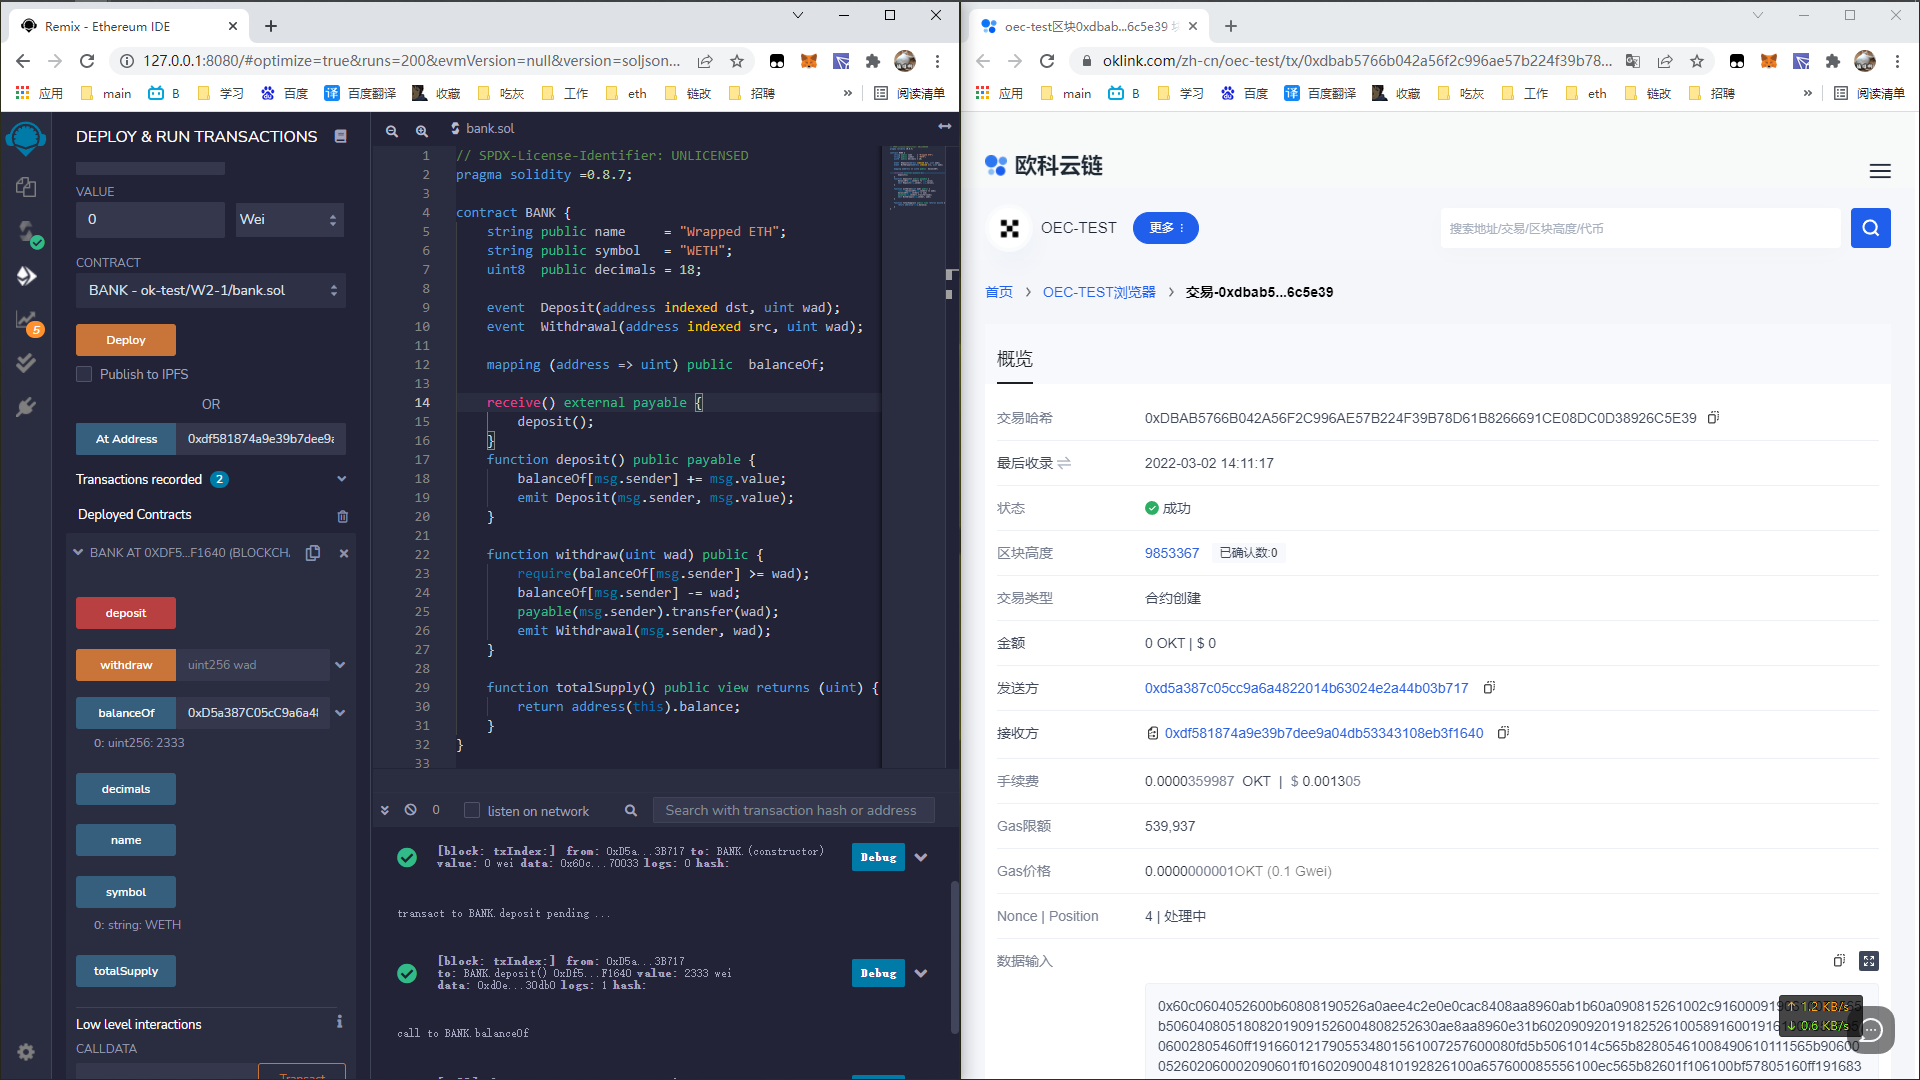 Remix - Ethereum IDE
127.0.0.1:8080/#optimize=true&runs=200&evmVersion=null&version=soljson...
应用 main B 学习 百度 百度翻译 收藏 吃灰 工作 eth 链改 招聘 » 阅读清单
DEPLOY & RUN TRANSACTIONS
VALUE
0 Wei
CONTRACT
BANK - ok-test/W2-1/bank.sol
Deploy
Publish to IPFS
OR
At Address 0xdf581874a9e39b7dee9a
Transactions recorded 2
Deployed Contracts
BANK AT 0XDF5...F1640 (BLOCKCH
deposit
withdraw uint256 wad
balanceOf 0xD5a387C05cC9a6a48
0: uint256: 2333
decimals
name
symbol
0: string: WETH
totalSupply
Low level interactions
CALLDATA
Transact
5
bank.sol
1 // SPDX-License-Identifier: UNLICENSED
2 pragma solidity =0.8.7;
3
4 contract BANK {
5 string public name     = "Wrapped ETH";
6 string public symbol   = "WETH";
7 uint8  public decimals = 18;
8
9 event  Deposit(address indexed dst, uint wad);
10 event  Withdrawal(address indexed src, uint wad);
11
12 mapping (address => uint) public  balanceOf;
13
14 receive() external payable {
15 deposit();
16 }
17 function deposit() public payable {
18 balanceOf[msg.sender] += msg.value;
19 emit Deposit(msg.sender, msg.value);
20 }
21
22 function withdraw(uint wad) public {
23 require(balanceOf[msg.sender] >= wad);
24 balanceOf[msg.sender] -= wad;
25 payable(msg.sender).transfer(wad);
26 emit Withdrawal(msg.sender, wad);
27 }
28
29 function totalSupply() public view returns (uint) {
30 return address(this).balance;
31 }
32 }
33
0 listen on network Search with transaction hash or address
[block: txIndex:] from: 0xD5a...3B717 to: BANK.(constructor)
value: 0 wei data: 0x60c...70033 logs: 0 hash:
Debug
transact to BANK.deposit pending ...
[block: txIndex:] from: 0xD5a...3B717
to: BANK.deposit() 0xDf5...F1640 value: 2333 wei
data: 0xd0e...30db0 logs: 1 hash:
Debug
call to BANK.balanceOf
oec-test区块0xdbab...6c5e39
oklink.com/zh-cn/oec-test/tx/0xdbab5766b042a56f2c996ae57b224f39b78...
应用 main B 学习 百度 百度翻译 收藏 吃灰 工作 eth 链改 招聘 » 阅读清单
欧科云链
OEC-TEST 更多 搜索地址/交易/区块高度/代币
首页 > OEC-TEST浏览器 > 交易-0xdbab5...6c5e39
概览
交易哈希 0xDBAB5766B042A56F2C996AE57B224F39B78D61B8266691CE08DC0D38926C5E39
最后收录 2022-03-02 14:11:17
状态 成功
区块高度 9853367 已确认数:0
交易类型 合约创建
金额 0 OKT | $ 0
发送方 0xd5a387c05cc9a6a4822014b63024e2a44b03b717
接收方 0xdf581874a9e39b7dee9a04db53343108eb3f1640
手续费 0.0000359987 OKT | $ 0.001305
Gas限额 539,937
Gas价格 0.0000000001OKT (0.1 Gwei)
Nonce | Position 4 | 处理中
数据输入
↑ 1.2 KB/s
↓ 0.6 KB/s